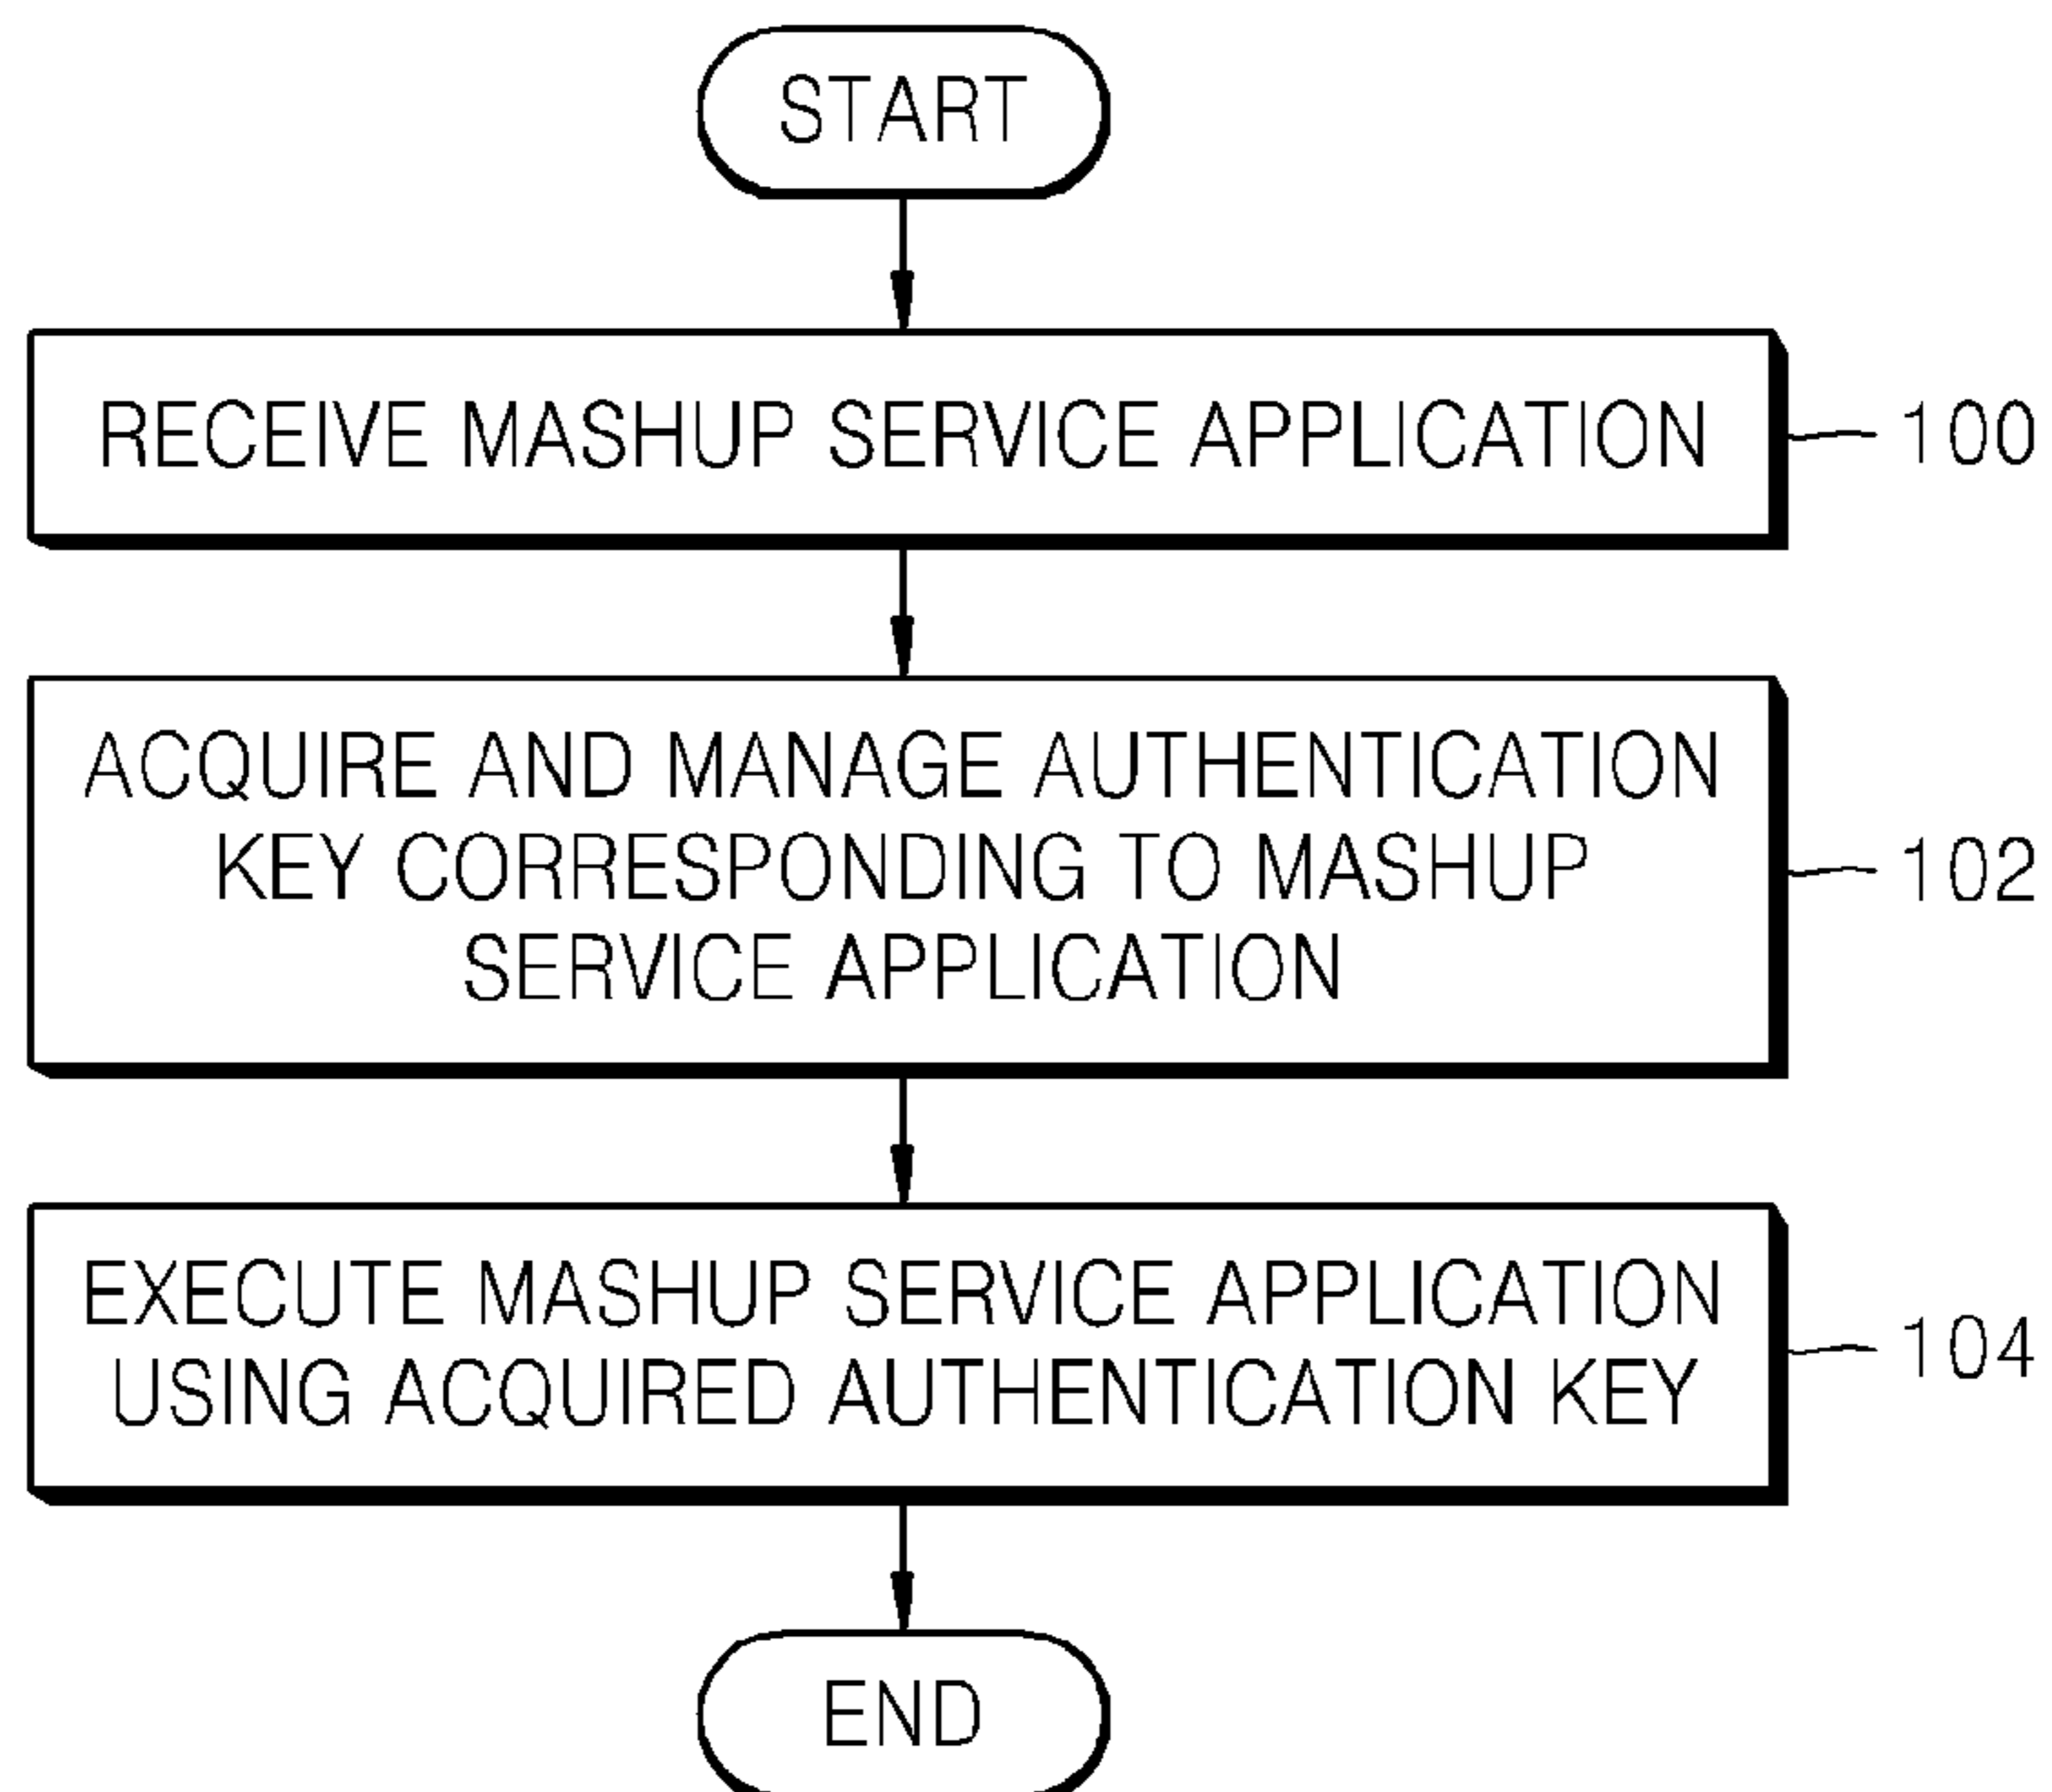 START
RECEIVE MASHUP SERVICE APPLICATION
100
ACQUIRE AND MANAGE AUTHENTICATION
KEY CORRESPONDING TO MASHUP
SERVICE APPLICATION
102
EXECUTE MASHUP SERVICE APPLICATION
USING ACQUIRED AUTHENTICATION KEY
104
END